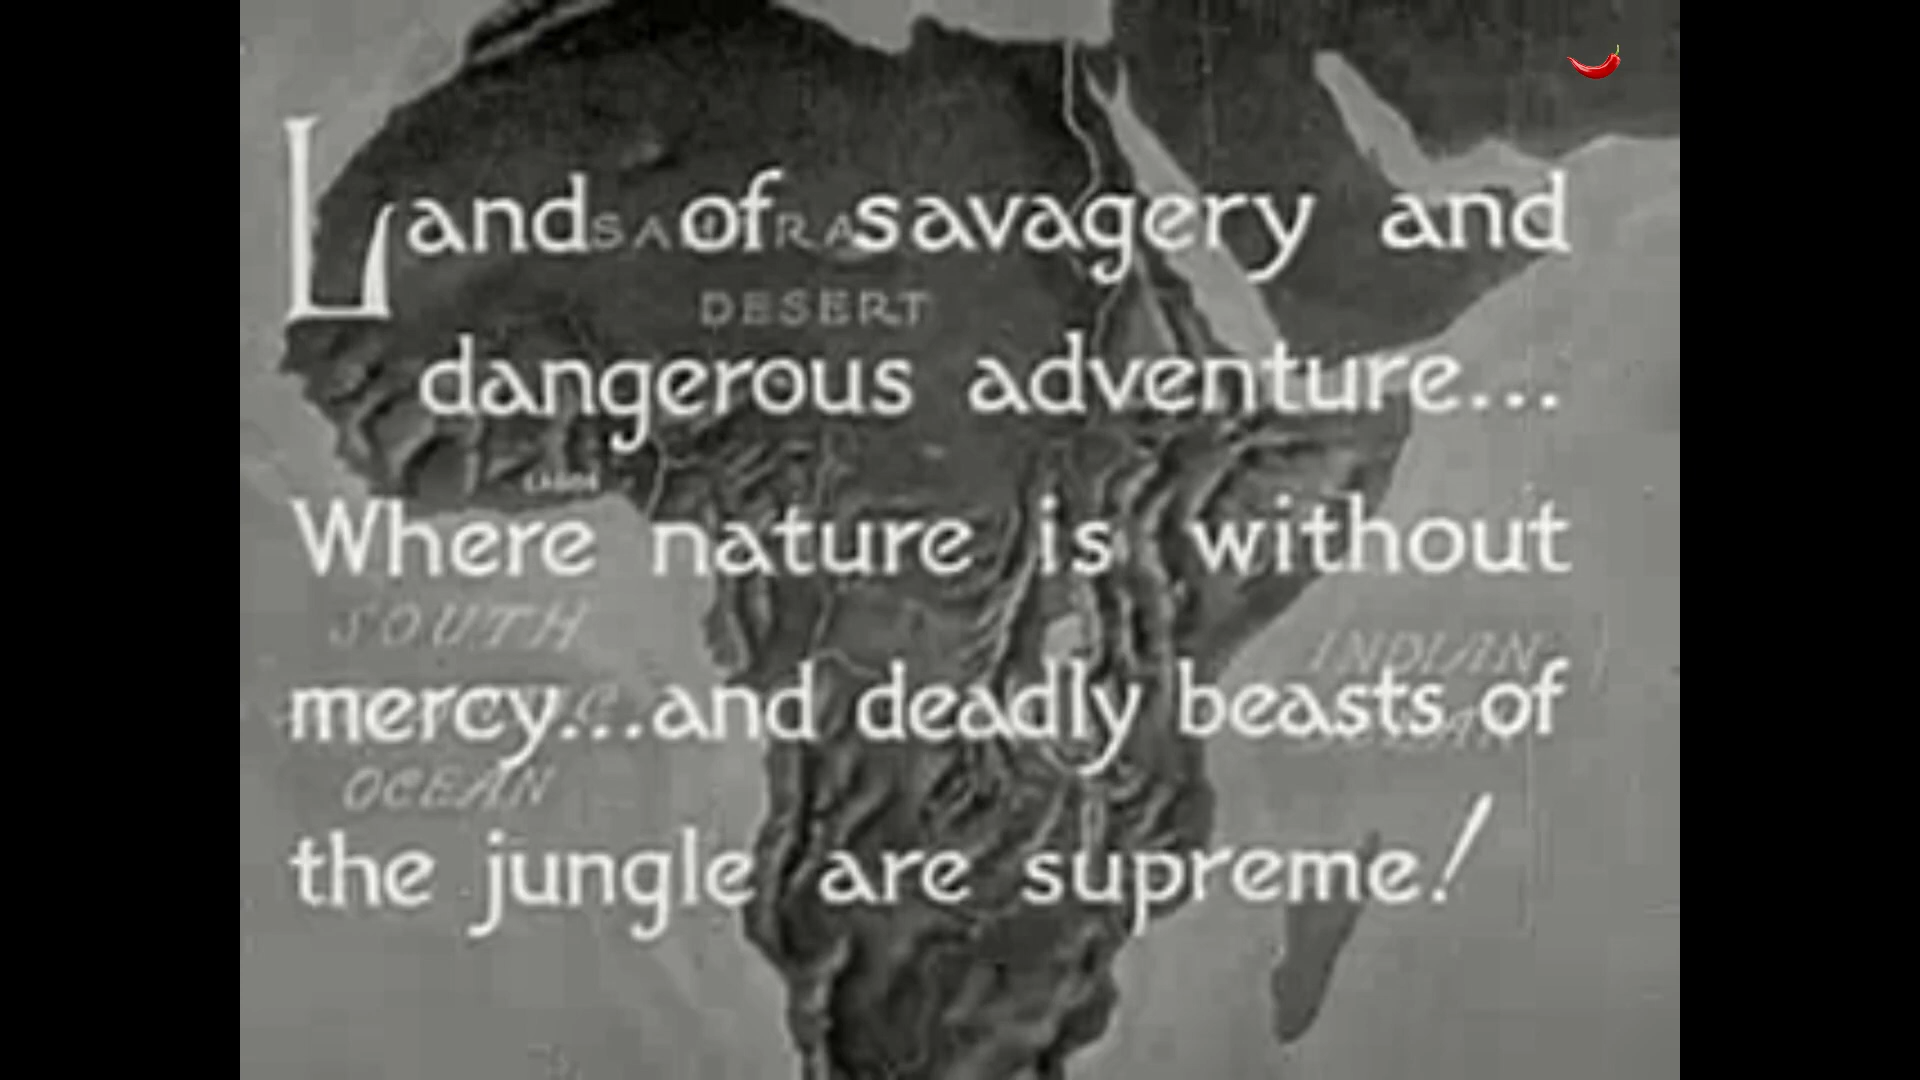 Land of savagery and
DESERT
dangerous adventure...
Where nature is without
SOUTH
INDIAN
mercy...and deadly beasts of
OCEAN
the jungle are supreme!